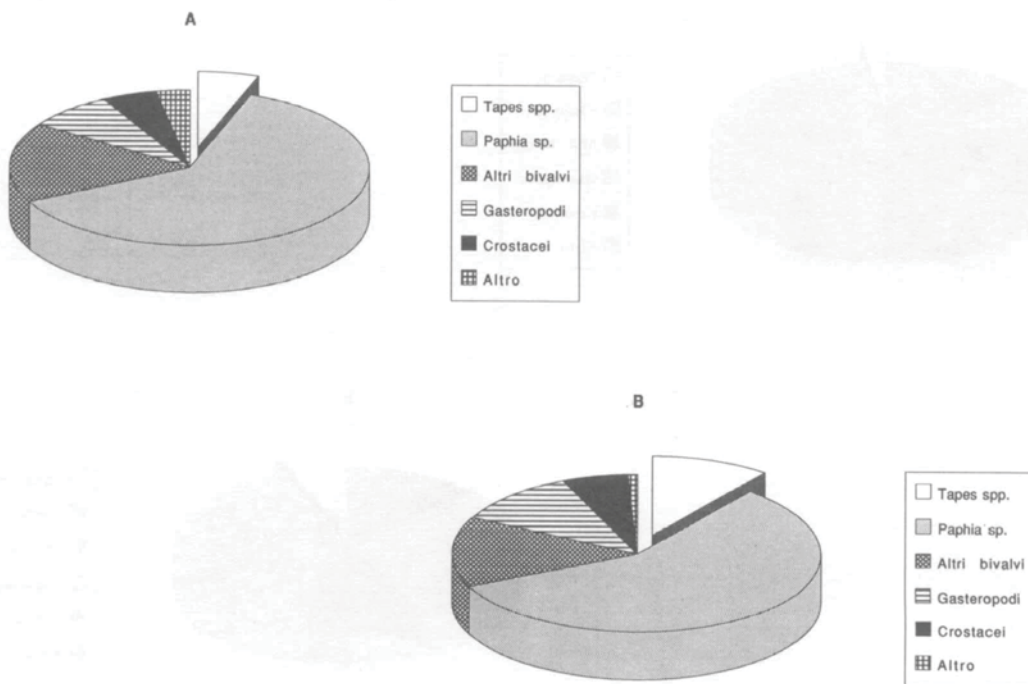 A
Tapes spp.
Paphia sp.
Altri bivalvi
Gasteropodi
Crostacei
Altro
B
Tapes spp.
Paphia sp.
Altri bivalvi
Gasteropodi
Crostacei
Altro